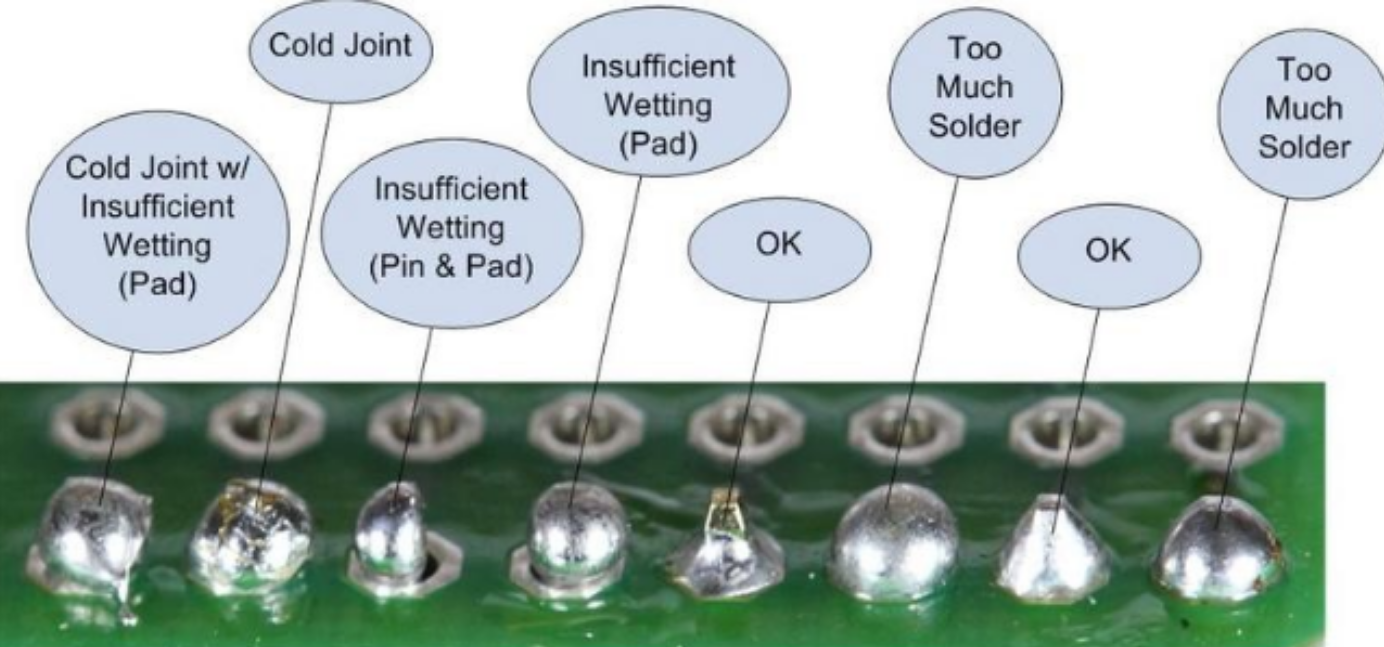 Cold Joint w/
Insufficient
Wetting
(Pad)
Cold Joint
Insufficient
Wetting
(Pin & Pad)
Insufficient
Wetting
(Pad)
OK
Too
Much
Solder
OK
Too
Much
Solder